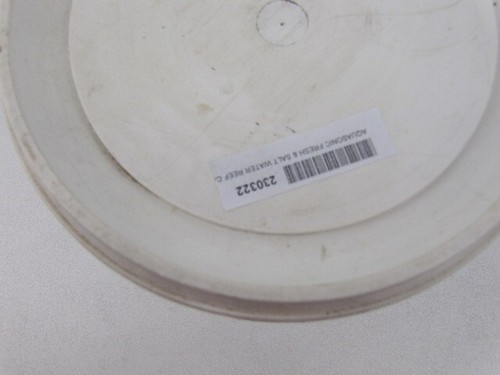 AQUASONIC FRESH & SALT WATER REEF
230322